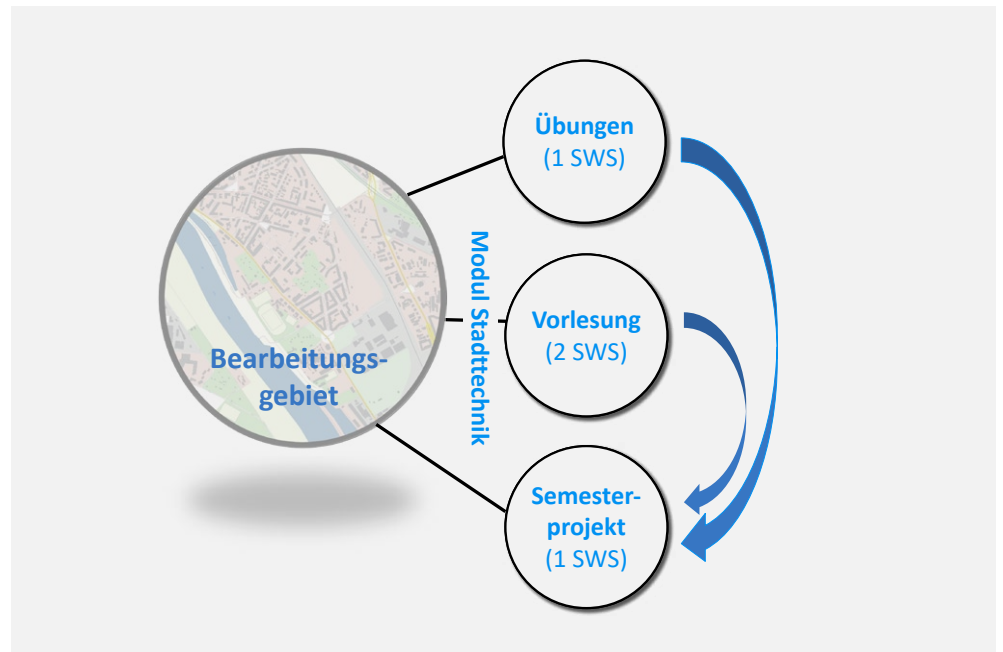 Übungen
(1 SWS)
Modul Stadttechnik
Vorlesung
(2 SWS)
Bearbeitungs-
gebiet
Semester-
projekt
(1 SWS)